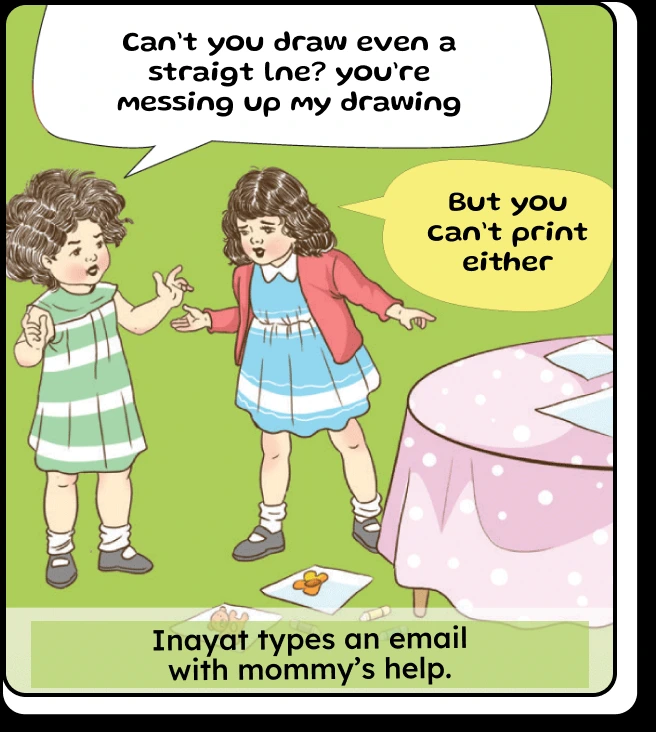 Can't you draw even a
straigt lne? you're
messing up my drawing
But you
can't print
either
Inayat types an email
with mommy's help.